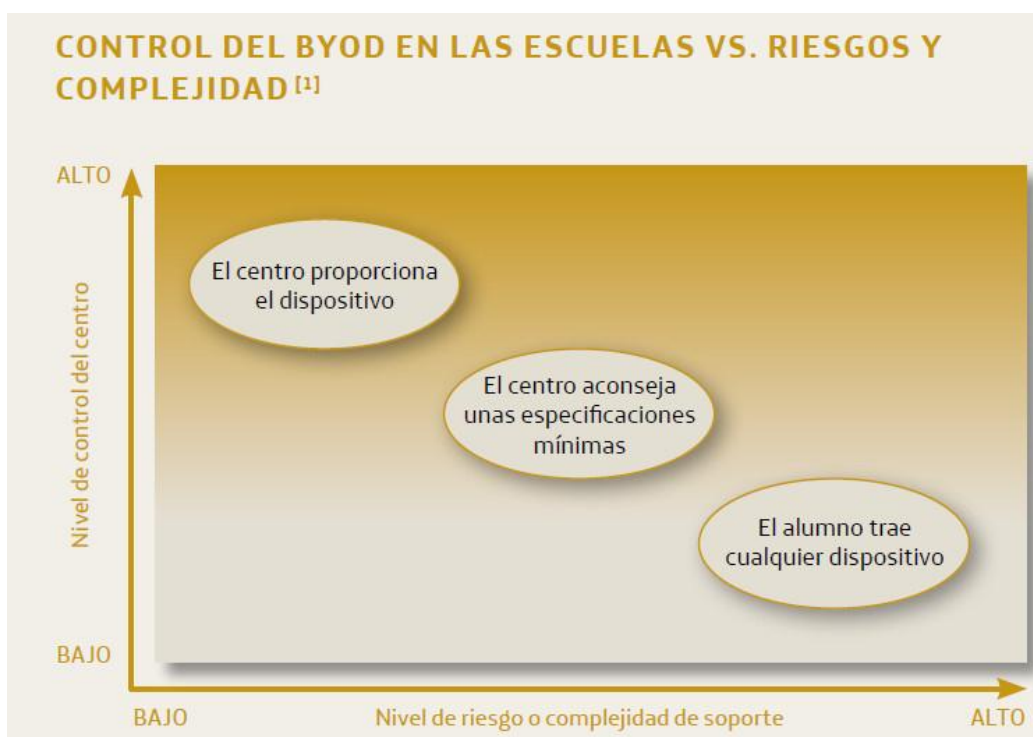 CONTROL DEL BYOD EN LAS ESCUELAS VS. RIESGOS Y
COMPLEJIDAD [1]
ALTO
Nivel de control del centro
El centro proporciona
el dispositivo
El centro aconseja
unas especificaciones
mínimas
El alumno trae
cualquier dispositivo
BAJO
BAJO
Nivel de riesgo o complejidad de soporte
ALTO